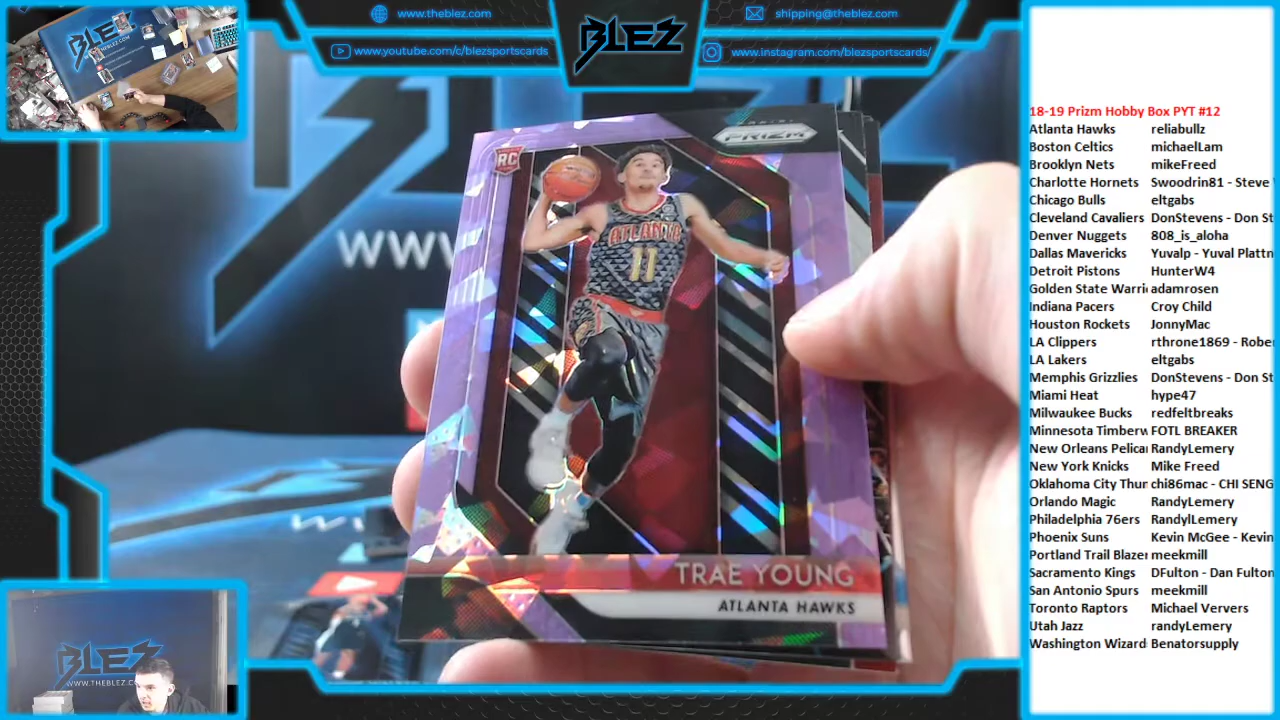 www.theblez.com
www.youtube.com/c/blezsportscards
BLEZ
shipping@theblez.com
www.instagram.com/blezsportscards/
BLEZ
WWW
PANINI
PRIZM
RC
ATLANTA
11
TRAE YOUNG
ATLANTA HAWKS
BLEZ
WWW.THEBLEZ.COM
18-19 Prizm Hobby Box PYT #12
Atlanta Hawks reliabullz
Boston Celtics michaelLam
Brooklyn Nets mikeFreed
Charlotte Hornets Swoodrin81 - Steve
Chicago Bulls eltgabs
Cleveland Cavaliers DonStevens - Don St
Denver Nuggets 808_is_aloha
Dallas Mavericks Yuvalp - Yuval Plattn
Detroit Pistons HunterW4
Golden State Warri adamrosen
Indiana Pacers Croy Child
Houston Rockets JonnyMac
LA Clippers rthrone1869 - Rober
LA Lakers eltgabs
Memphis Grizzlies DonStevens - Don St
Miami Heat hype47
Milwaukee Bucks redfeltbreaks
Minnesota Timberw FOTL BREAKER
New Orleans Pelica RandyLemery
New York Knicks Mike Freed
Oklahoma City Thur chi86mac - CHI SENG
Orlando Magic RandyLemery
Philadelphia 76ers RandylLemery
Phoenix Suns Kevin McGee - Kevin
Portland Trail Blazer meekmill
Sacramento Kings DFulton - Dan Fulton
San Antonio Spurs meekmill
Toronto Raptors Michael Ververs
Utah Jazz randyLemery
Washington Wizard Benatorsupply